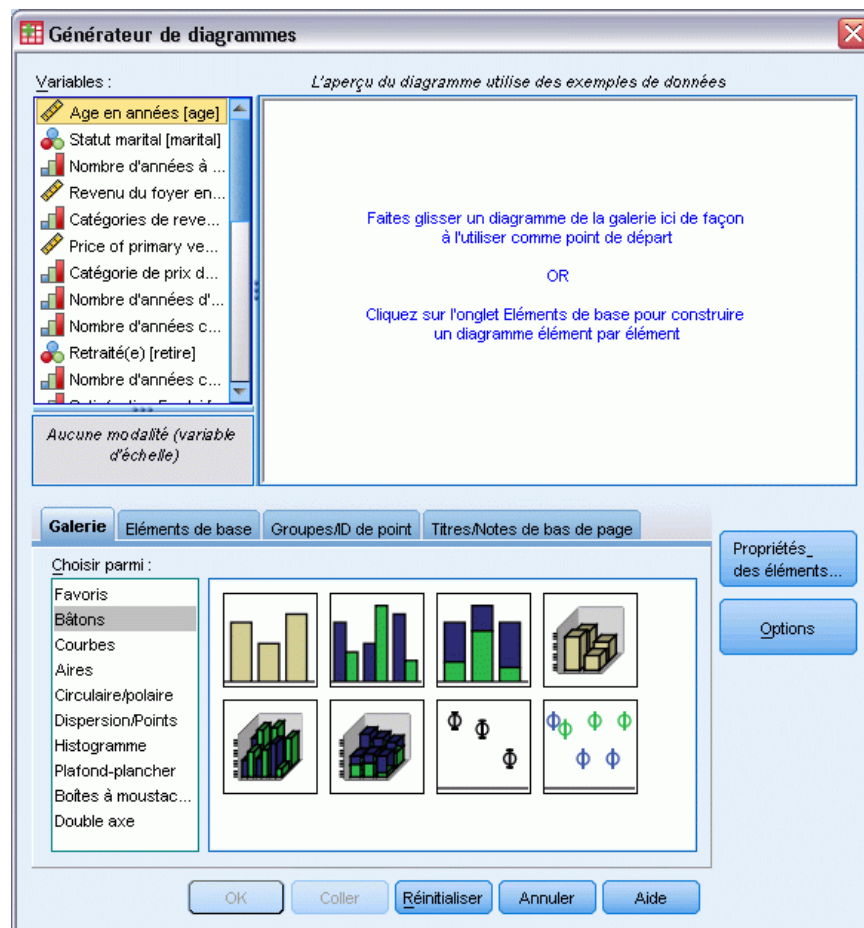 Générateur de diagrammes
Variables :
L'aperçu du diagramme utilise des exemples de données
Age en années [age]
Statut marital [marital]
Nombre d'années à ...
Revenu du foyer en...
Catégories de reve...
Price of primary ve...
Catégorie de prix d...
Nombre d'années d'...
Nombre d'années c...
Retraité(e) [retire]
Nombre d'années c...
Faites glisser un diagramme de la galerie ici de façon
à l'utiliser comme point de départ
OR
Cliquez sur l'onglet Eléments de base pour construire
un diagramme élément par élément
Aucune modalité (variable
d'échelle)
Galerie
Eléments de base
Groupes/ID de point
Titres/Notes de bas de page
Choisir parmi :
Favoris
Bâtons
Courbes
Aires
Circulaire/polaire
Dispersion/Points
Histogramme
Plafond-plancher
Boîtes à moustac...
Double axe
Propriétés_
des éléments...
Options
OK
Coller
Réinitialiser
Annuler
Aide